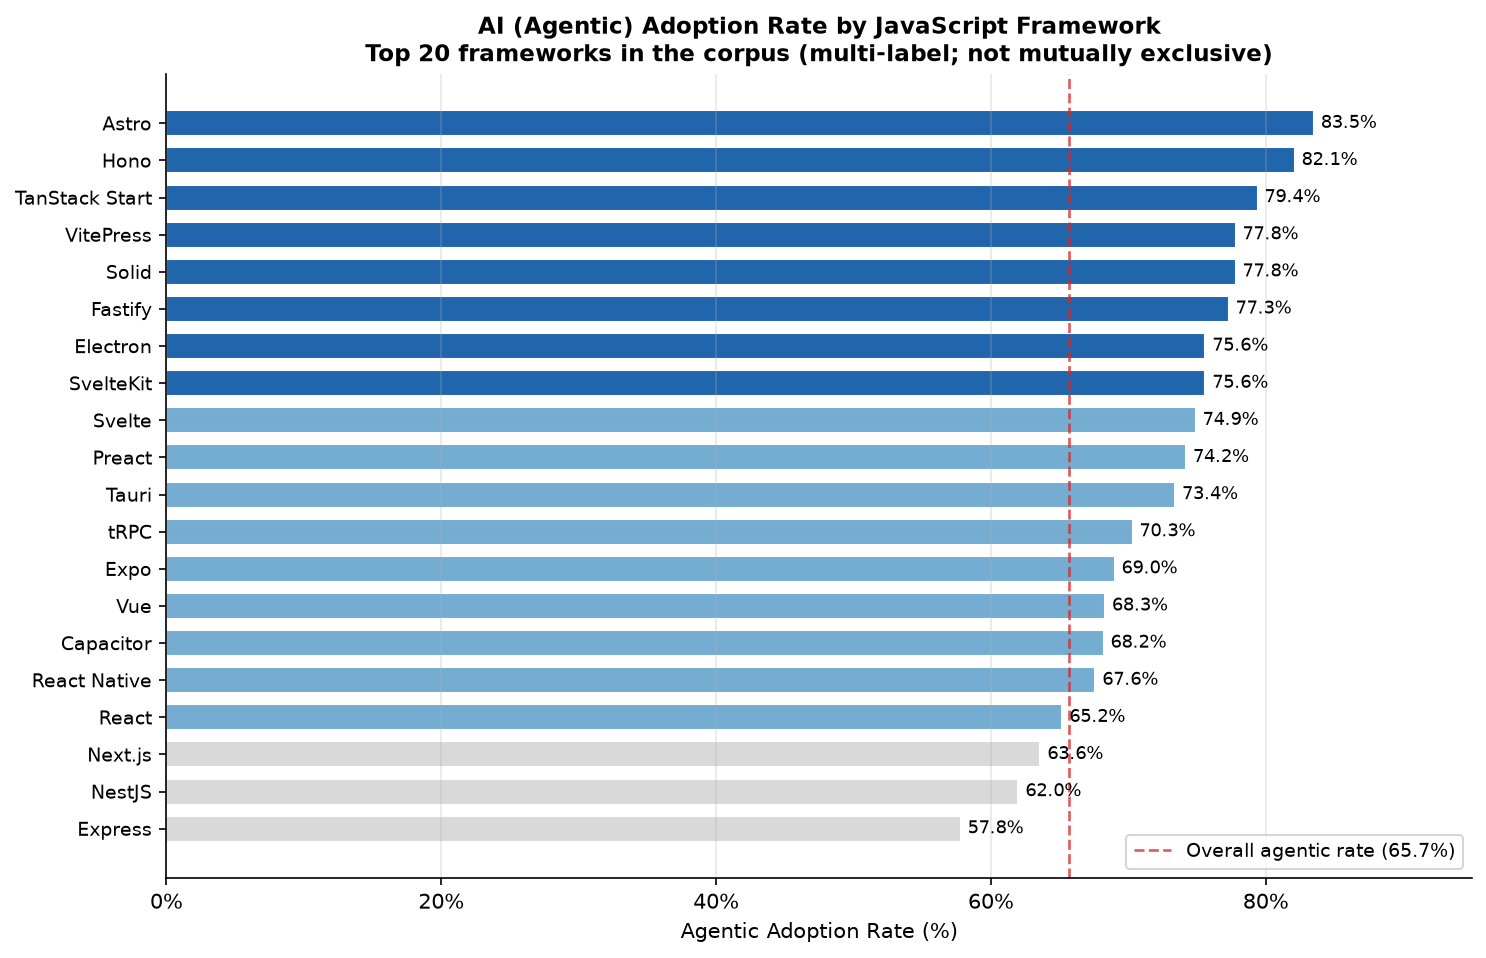 AI (Agentic) Adoption Rate by JavaScript Framework
Top 20 frameworks in the corpus (multi-label; not mutually exclusive)
Astro 83.5%
Hono 82.1%
TanStack Start 79.4%
VitePress 77.8%
Solid 77.8%
Fastify 77.3%
Electron 75.6%
SvelteKit 75.6%
Svelte 74.9%
Preact 74.2%
Tauri 73.4%
tRPC 70.3%
Expo 69.0%
Vue 68.3%
Capacitor 68.2%
React Native 67.6%
React 65.2%
Next.js 63.6%
NestJS 62.0%
Express 57.8%
Overall agentic rate (65.7%)
0% 20% 40% 60% 80%
Agentic Adoption Rate (%)